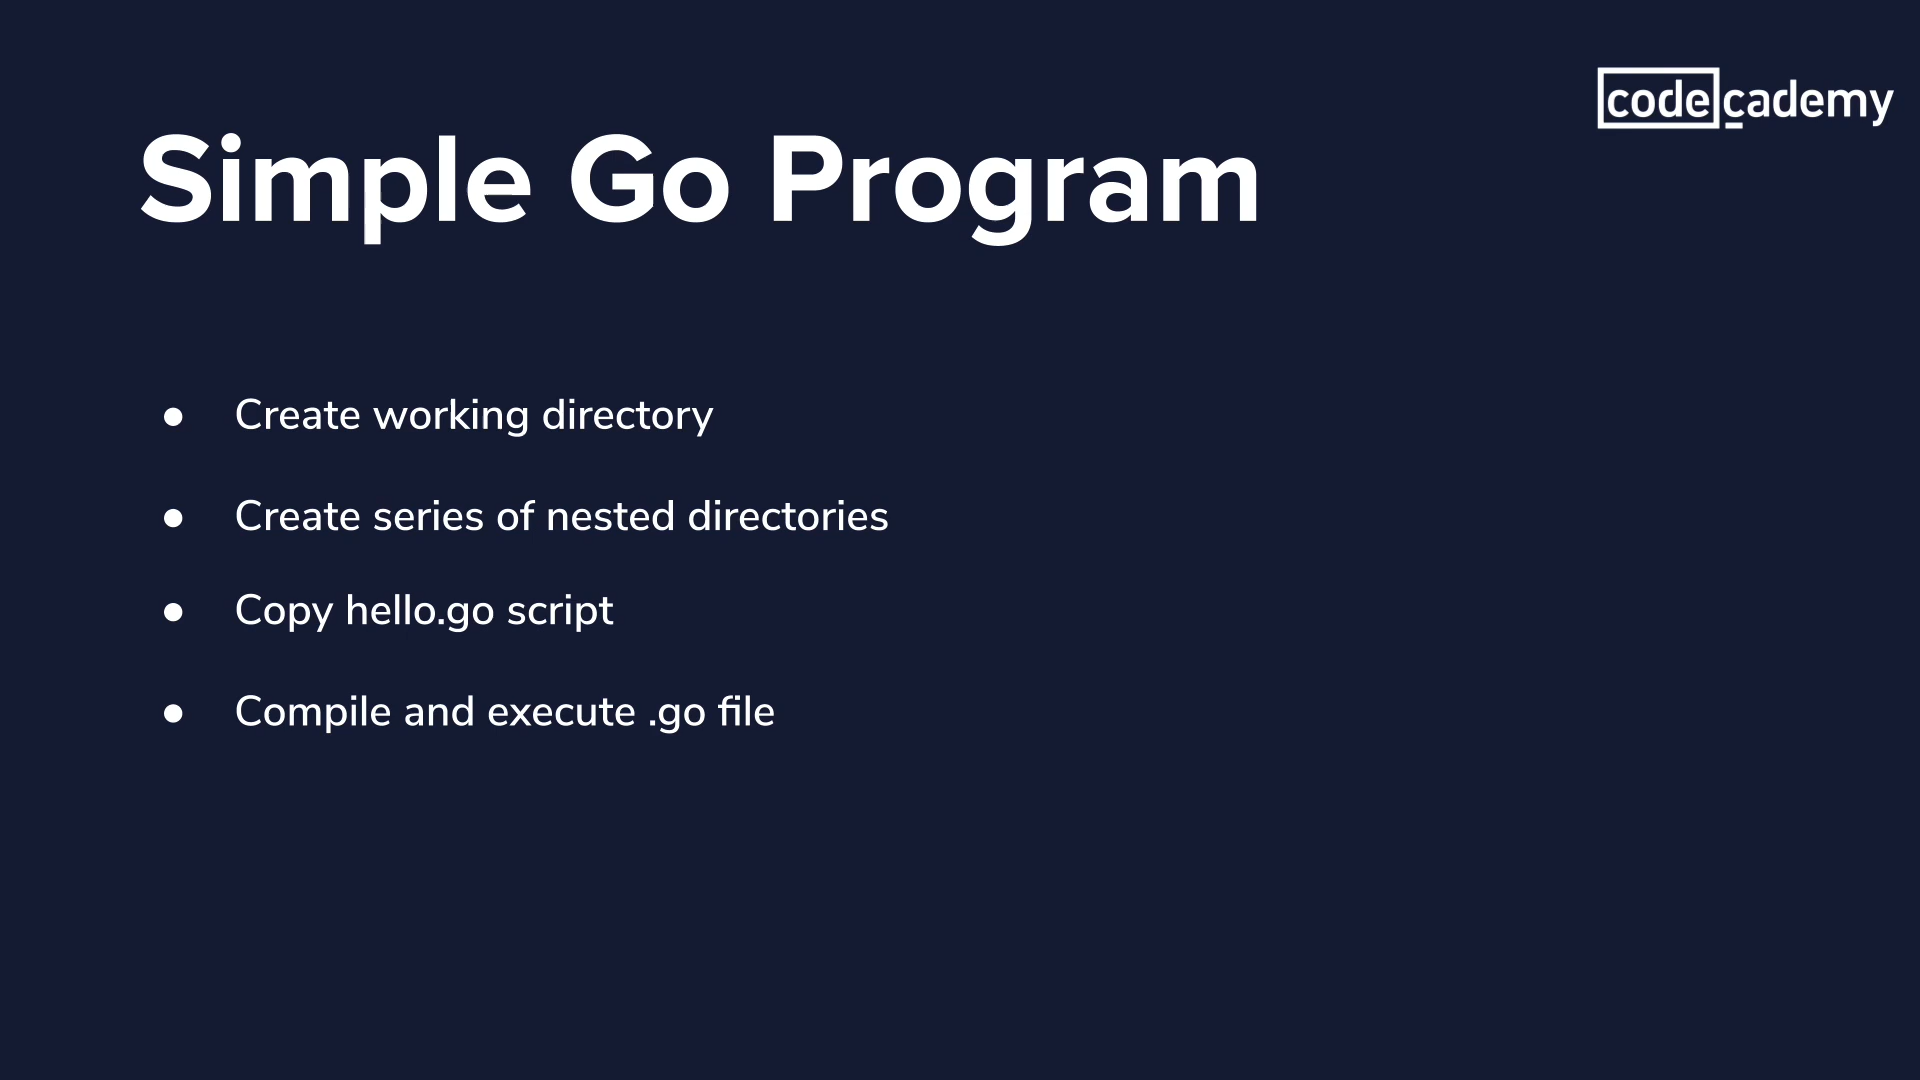 codecademy
Simple Go Program
● Create working directory
● Create series of nested directories
● Copy hello.go script
● Compile and execute .go file